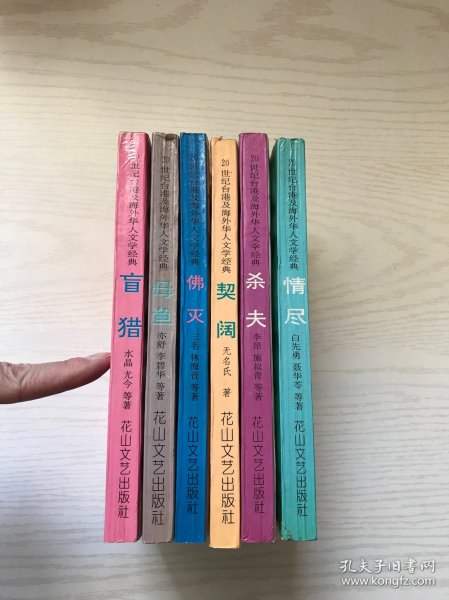 20世纪台港及海外华人文学经典
盲猎
水晶 尤今 等著
花山文艺出版社
20世纪台港及海外华人文学经典
亦舒 李碧华 等著
花山文艺出版社
20世纪台港及海外华人文学经典
佛灭
三毛 林海音 等著
花山文艺出版社
20世纪台港及海外华人文学经典
契阔
无名氏 著
花山文艺出版社
20世纪台港及海外华人文学经典
杀夫
李昂 施叔青 等著
花山文艺出版社
20世纪台港及海外华人文学经典
情尽
白先勇 聂华苓 等著
花山文艺出版社
孔夫子旧书网
www.kongfz.com